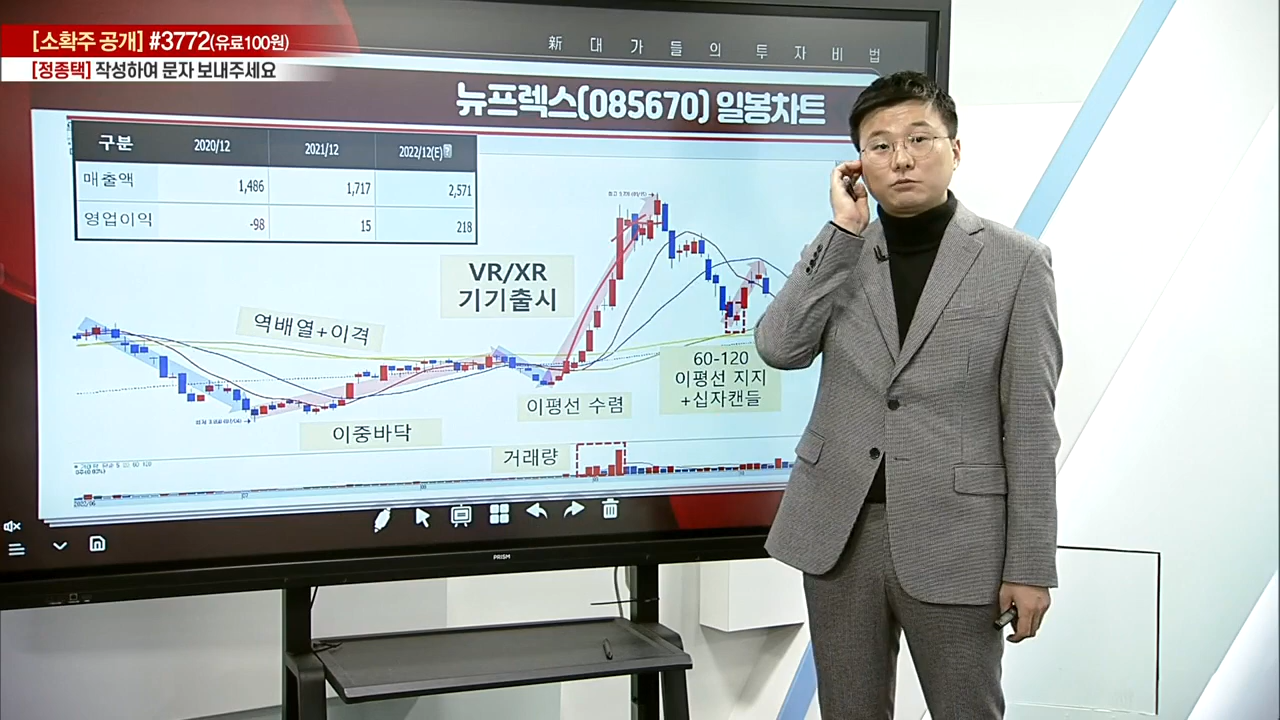 [소확주 공개] #3772(유료100원)
[정종택] 작성하여 문자 보내주세요
新 대가들의 투자비법
뉴프렉스(085670) 일봉차트
구분 2020/12 2021/12 2022/12(E)
매출액 1,486 1,717 2,571
영업이익 -98 15 218
VR/XR
기기출시
역배열+이격
60-120
이평선 지지
+십자캔들
이평선 수렴
이중바닥
거래량
PRISM